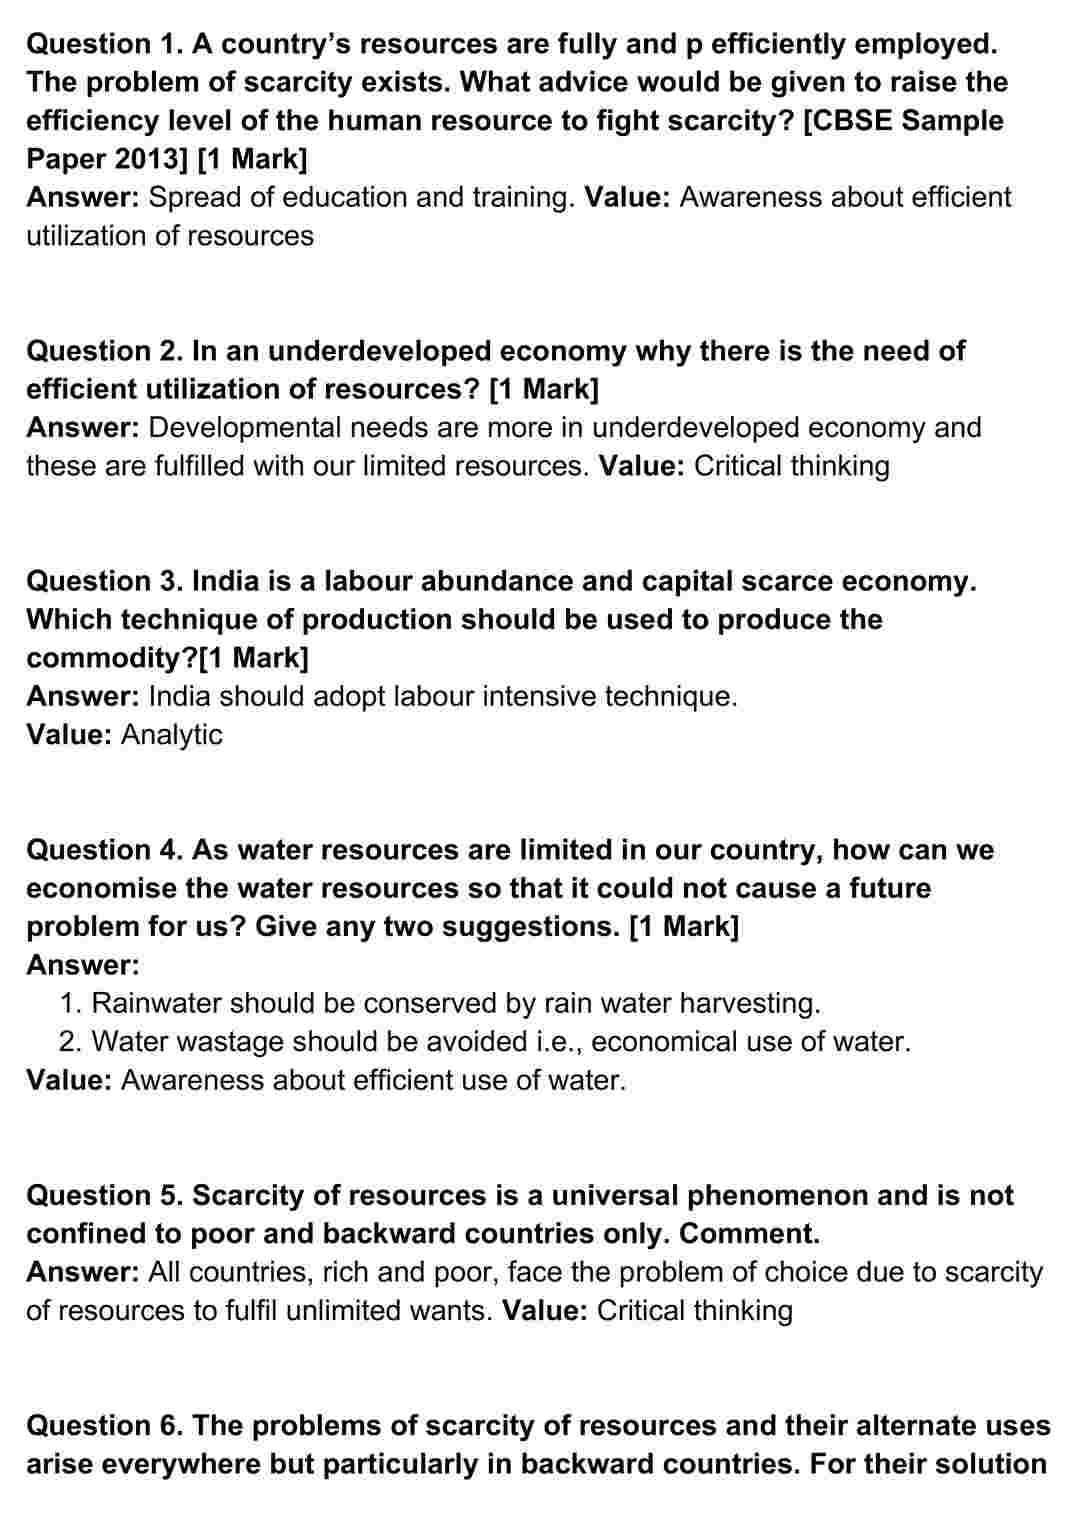 Question 1. A country’s resources are fully and p efficiently employed.
The problem of scarcity exists. What advice would be given to raise the
efficiency level of the human resource to fight scarcity? [CBSE Sample
Paper 2013] [1 Mark]
Answer: Spread of education and training. Value: Awareness about efficient
utilization of resources
Question 2. In an underdeveloped economy why there is the need of
efficient utilization of resources? [1 Mark]
Answer: Developmental needs are more in underdeveloped economy and
these are fulfilled with our limited resources. Value: Critical thinking
Question 3. India is a labour abundance and capital scarce economy.
Which technique of production should be used to produce the
commodity?[1 Mark]
Answer: India should adopt labour intensive technique.
Value: Analytic
Question 4. As water resources are limited in our country, how can we
economise the water resources so that it could not cause a future
problem for us? Give any two suggestions. [1 Mark]
Answer:
1. Rainwater should be conserved by rain water harvesting.
2. Water wastage should be avoided i.e., economical use of water.
Value: Awareness about efficient use of water.
Question 5. Scarcity of resources is a universal phenomenon and is not
confined to poor and backward countries only. Comment.
Answer: All countries, rich and poor, face the problem of choice due to scarcity
of resources to fulfil unlimited wants. Value: Critical thinking
Question 6. The problems of scarcity of resources and their alternate uses
arise everywhere but particularly in backward countries. For their solution